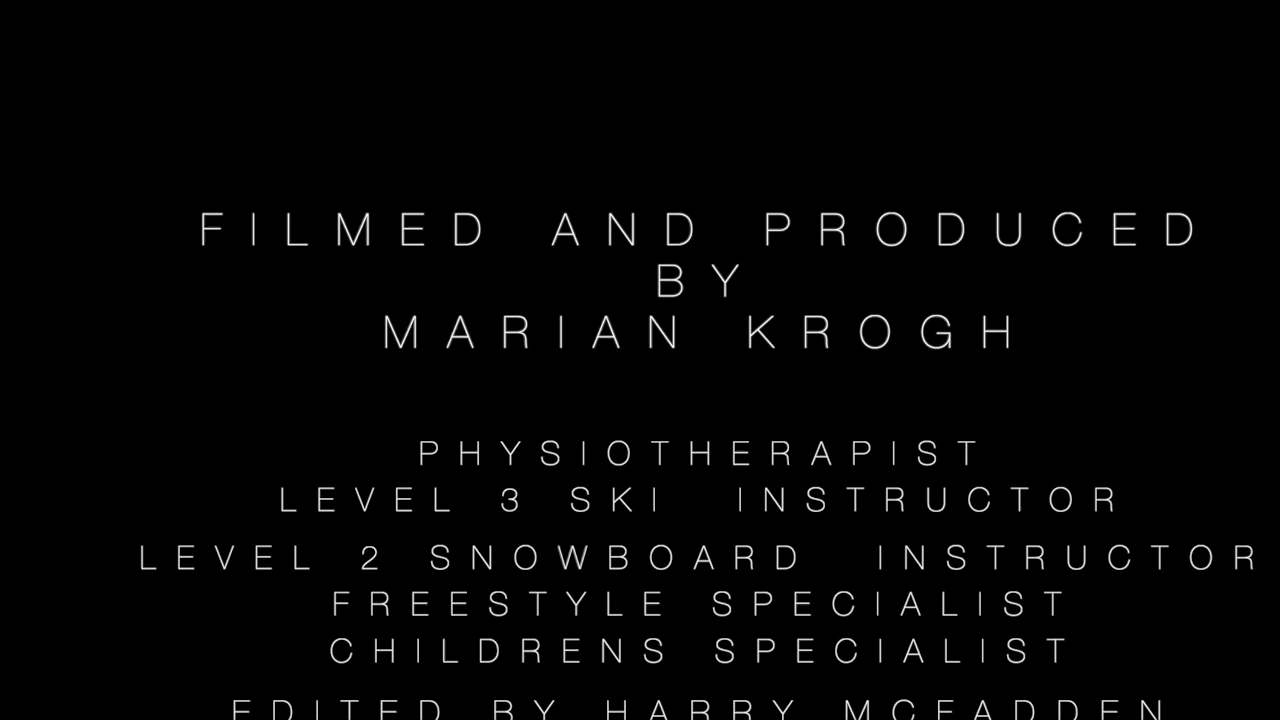 FILMED AND PRODUCED
BY
MARIAN KROGH
PHYSIOTHERAPIST
LEVEL 3 SKI INSTRUCTOR
LEVEL 2 SNOWBOARD INSTRUCTOR
FREESTYLE SPECIALIST
CHILDRENS SPECIALIST
EDITED BY HARRY MCFADDEN